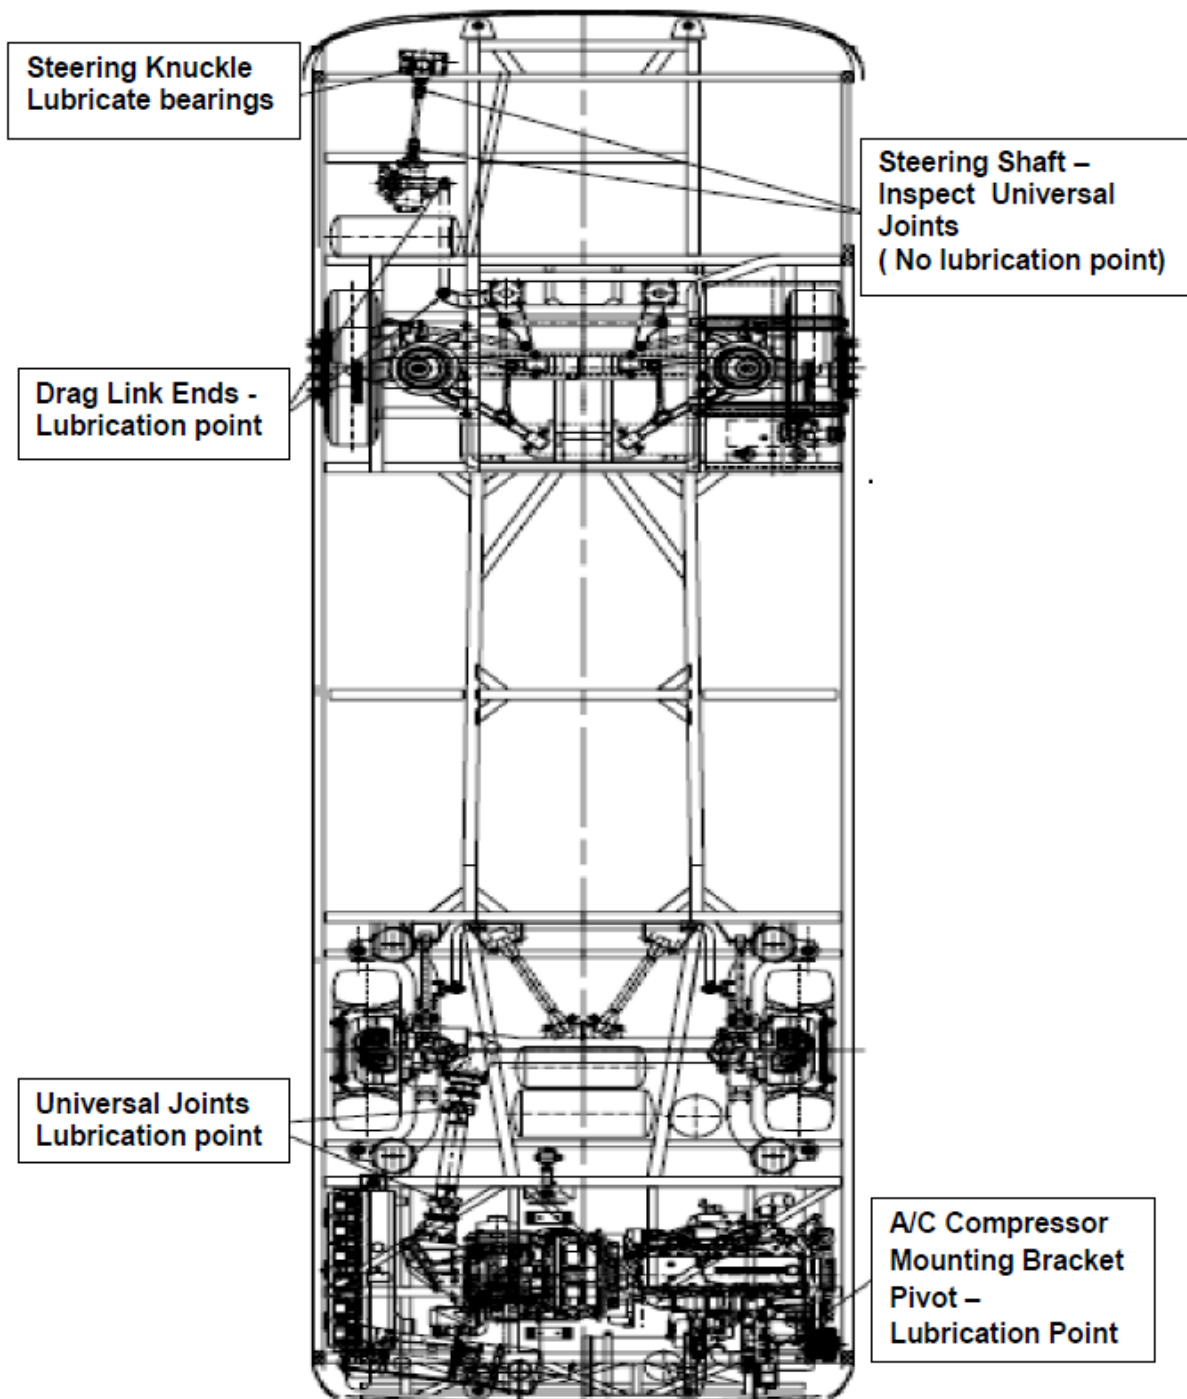 Steering Knuckle
Lubricate bearings
Steering Shaft –
Inspect  Universal
Joints
( No lubrication point)
Drag Link Ends -
Lubrication point
Universal Joints
Lubrication point
A/C Compressor
Mounting Bracket
Pivot –
Lubrication Point